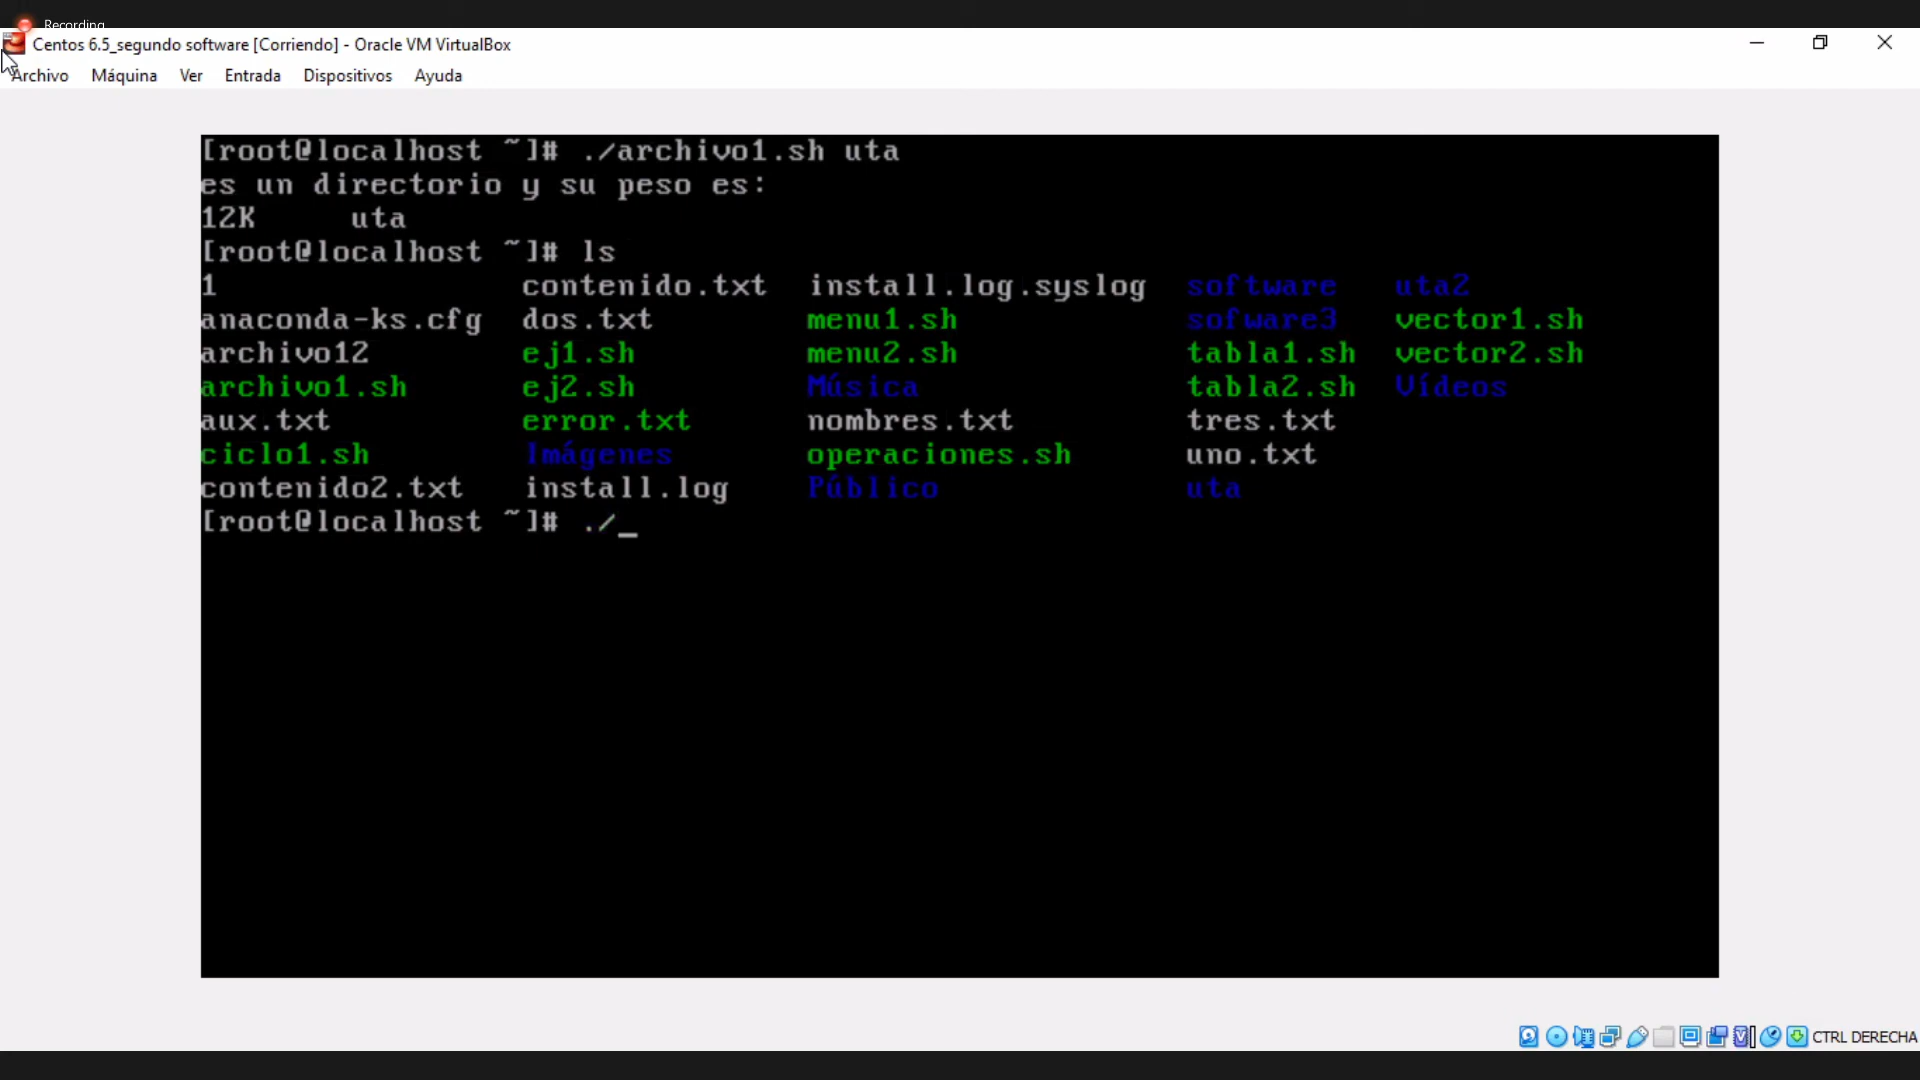 Recording
Centos 6.5_segundo software [Corriendo] - Oracle VM VirtualBox
Archivo Máquina Ver Entrada Dispositivos Ayuda
[root@localhost ~]# ./archivo1.sh uta
es un directorio y su peso es:
12K uta
[root@localhost ~]# ls
1 contenido.txt install.log.syslog software uta2
anaconda-ks.cfg dos.txt menu1.sh sofware3 vector1.sh
archivo12 ej1.sh menu2.sh tabla1.sh vector2.sh
archivo1.sh ej2.sh Música tabla2.sh Vídeos
aux.txt error.txt nombres.txt tres.txt
ciclo1.sh Imágenes operaciones.sh uno.txt
contenido2.txt install.log Público uta
[root@localhost ~]# ./_
CTRL DERECHA